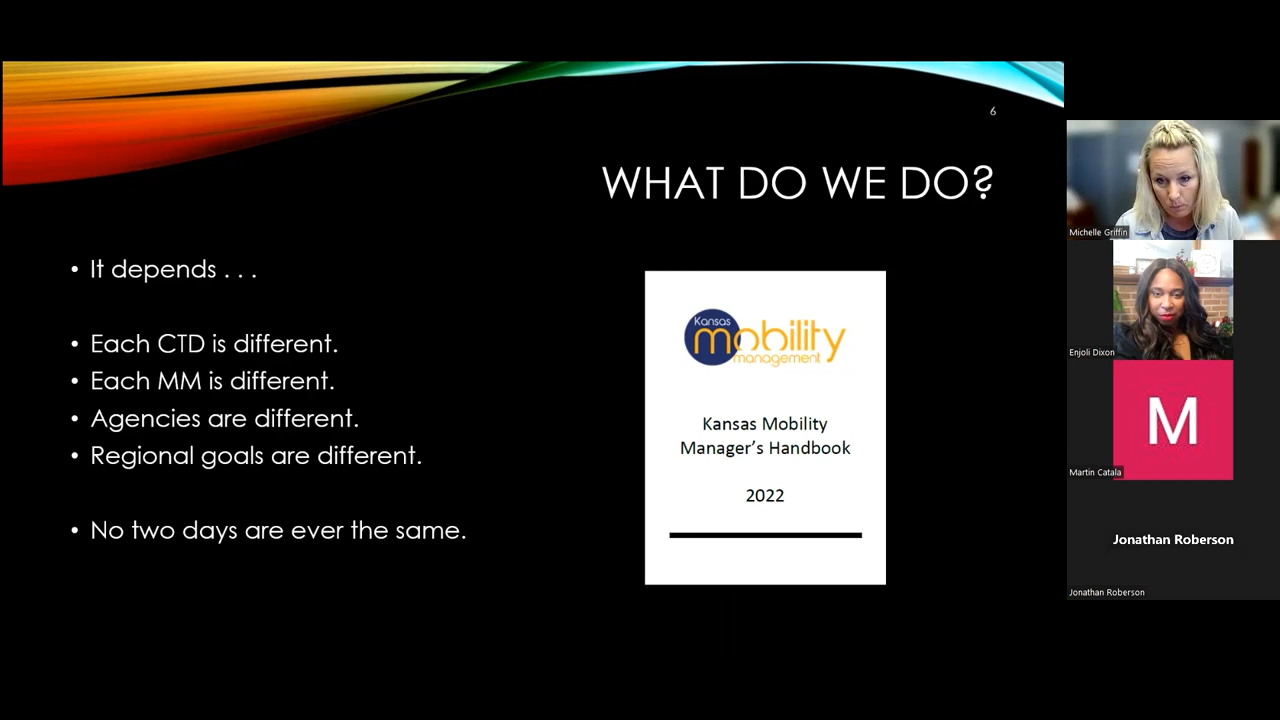 6
WHAT DO WE DO?
• It depends . . .
• Each CTD is different.
• Each MM is different.
• Agencies are different.
• Regional goals are different.
• No two days are ever the same.
Kansas
mobility
management
Kansas Mobility
Manager’s Handbook
2022
Michelle Griffin
Enjoli Dixon
M
Martin Catala
Jonathan Roberson
Jonathan Roberson